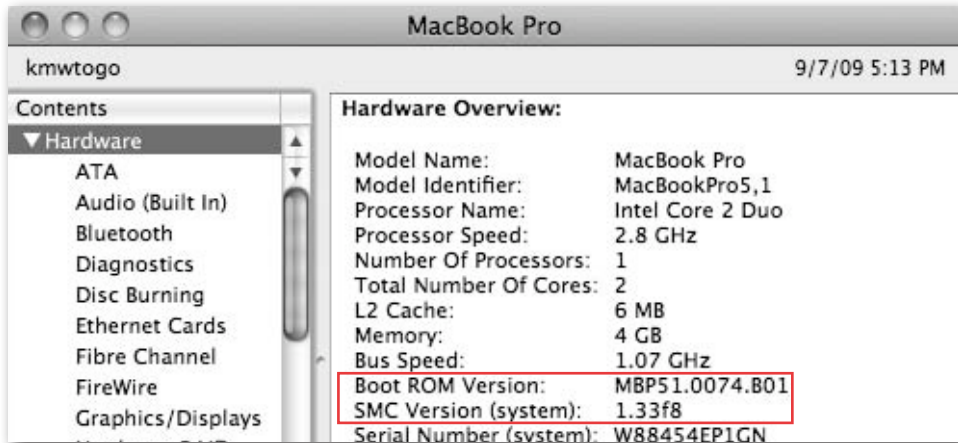 MacBook Pro
kmwtogo
9/7/09 5:13 PM
Contents
Hardware
ATA
Audio (Built In)
Bluetooth
Diagnostics
Disc Burning
Ethernet Cards
Fibre Channel
FireWire
Graphics/Displays
Hardware Overview:
Model Name: MacBook Pro
Model Identifier: MacBookPro5,1
Processor Name: Intel Core 2 Duo
Processor Speed: 2.8 GHz
Number Of Processors: 1
Total Number Of Cores: 2
L2 Cache: 6 MB
Memory: 4 GB
Bus Speed: 1.07 GHz
Boot ROM Version: MBP51.0074.B01
SMC Version (system): 1.33f8
Serial Number (system): W88454EP1GN